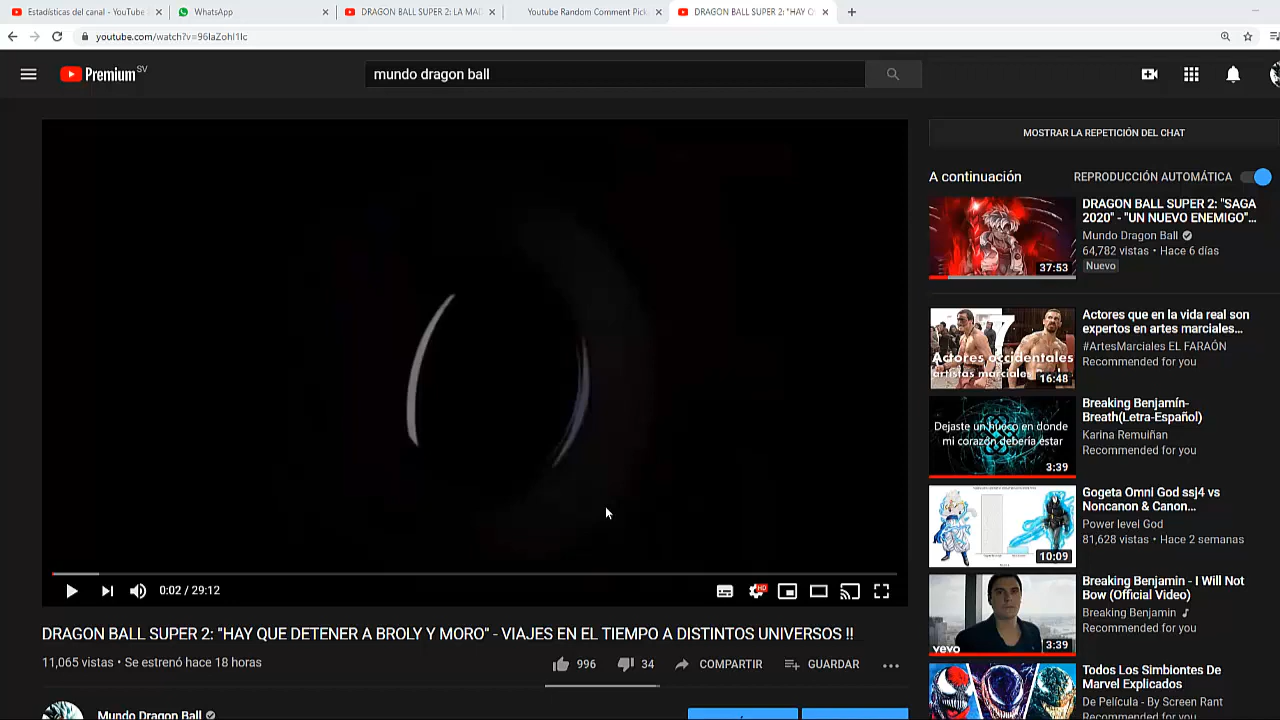 Estadísticas del canal - YouTube
WhatsApp
DRAGON BALL SUPER 2: LA MAD
Youtube Random Comment Pick
DRAGON BALL SUPER 2: "HAY Q
youtube.com/watch?v=96IaZohI1Ic
Premium SV
mundo dragon ball
MOSTRAR LA REPETICIÓN DEL CHAT
A continuación
REPRODUCCIÓN AUTOMÁTICA
DRAGON BALL SUPER 2: "SAGA
2020" - "UN NUEVO ENEMIGO"...
Mundo Dragon Ball
64,782 vistas • Hace 6 días
Nuevo
37:53
Actores que en la vida real son
expertos en artes marciales...
#ArtesMarciales EL FARAÓN
Recommended for you
7
Actores occidentales
artistas marciales
16:48
Breaking Benjamín-
Breath(Letra-Español)
Karina Remuiñan
Recommended for you
Dejaste un hueco en donde
mi corazón debería estar
3:39
Gogeta Omni God ssj4 vs
Noncanon & Canon...
Power level God
81,628 vistas • Hace 2 semanas
10:09
Breaking Benjamin - I Will Not
Bow (Official Video)
Breaking Benjamin
Recommended for you
vevo
3:39
Todos Los Simbiontes De
Marvel Explicados
De Película - By Screen Rant
Recommended for you
0:02 / 29:12
HD
DRAGON BALL SUPER 2: "HAY QUE DETENER A BROLY Y MORO" - VIAJES EN EL TIEMPO A DISTINTOS UNIVERSOS !!
11,065 vistas • Se estrenó hace 18 horas
996
34
COMPARTIR
GUARDAR
Mundo Dragon Ball